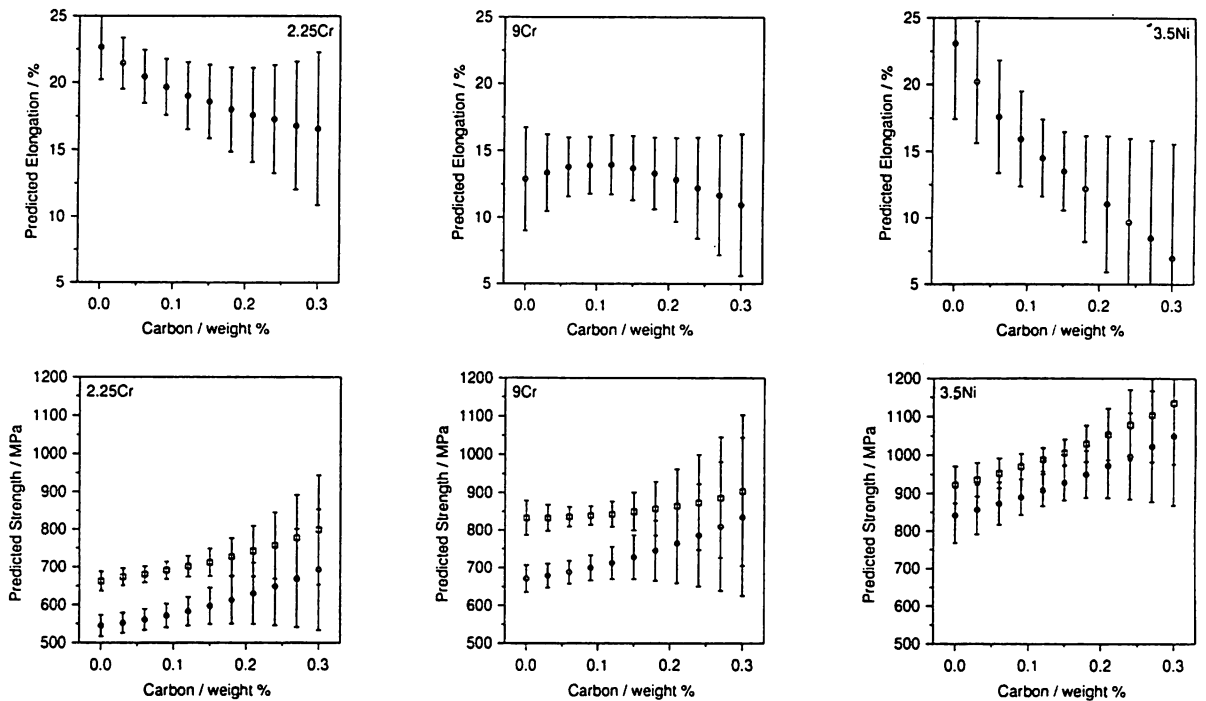 25
20
15
10
5
Predicted Elongation / %
2.25Cr
0.0 0.1 0.2 0.3
Carbon / weight %
25
20
15
10
5
Predicted Elongation / %
9Cr
0.0 0.1 0.2 0.3
Carbon / weight %
25
20
15
10
5
Predicted Elongation / %
3.5Ni
0.0 0.1 0.2 0.3
Carbon / weight %
1200
1100
1000
900
800
700
600
500
Predicted Strength / MPa
2.25Cr
0.0 0.1 0.2 0.3
Carbon / weight %
1200
1100
1000
900
800
700
600
500
Predicted Strength / MPa
9Cr
0.0 0.1 0.2 0.3
Carbon / weight %
1200
1100
1000
900
800
700
600
500
Predicted Strength / MPa
3.5Ni
0.0 0.1 0.2 0.3
Carbon / weight %